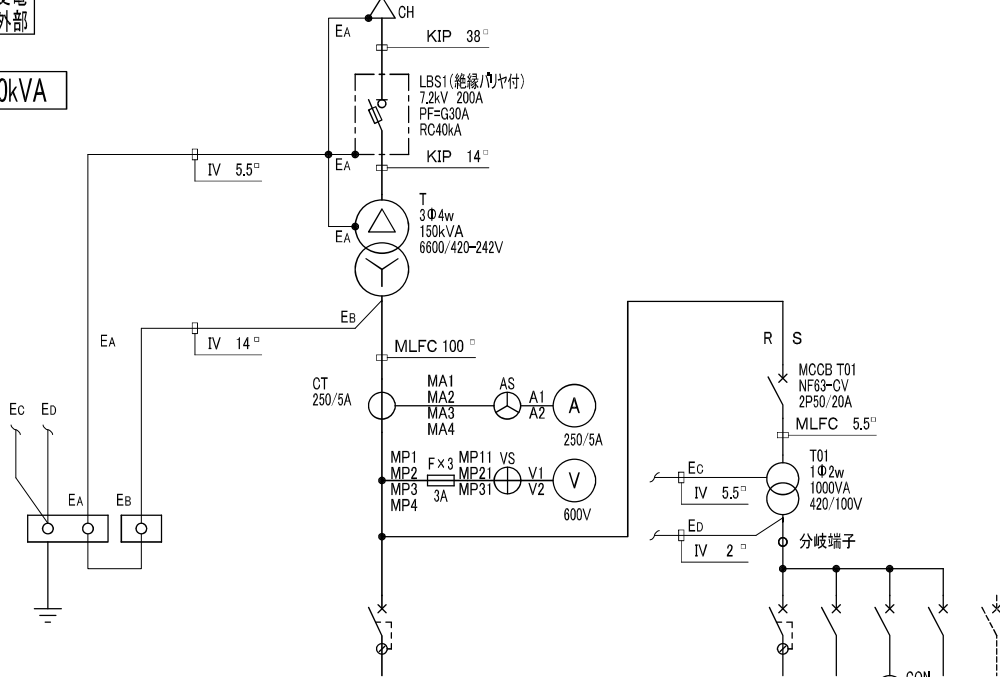 外部
0kVA
CH
EA
KIP 38□
LBS1(絶縁バリヤ付)
7.2kV 200A
PF=G30A
RC40kA
EA
KIP 14□
IV 5.5□
T
3Φ4w
150kVA
6600/420-242V
EA
EB
IV 14□
EA
MLFC 100□
R S
CT
250/5A
MA1
MA2
MA3
MA4
AS
A1
A2
A
250/5A
MCCB T01
NF63-CV
2P50/20A
MLFC 5.5□
EC ED
MP1
MP2
MP3
MP4
F×3
3A
MP11
MP21
MP31
VS
V1
V2
V
600V
T01
1Φ2w
1000VA
420/100V
EC
IV 5.5□
EA EB
ED
IV 2□
分岐端子
CON